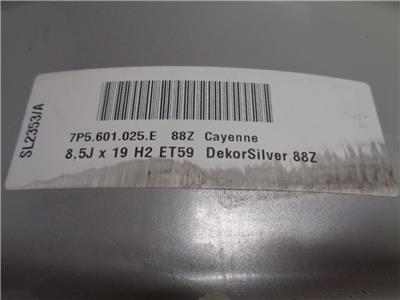 SL2353/A
7P5.601.025.E 88Z Cayenne
8,5J x 19 H2 ET59 DekorSilver 88Z